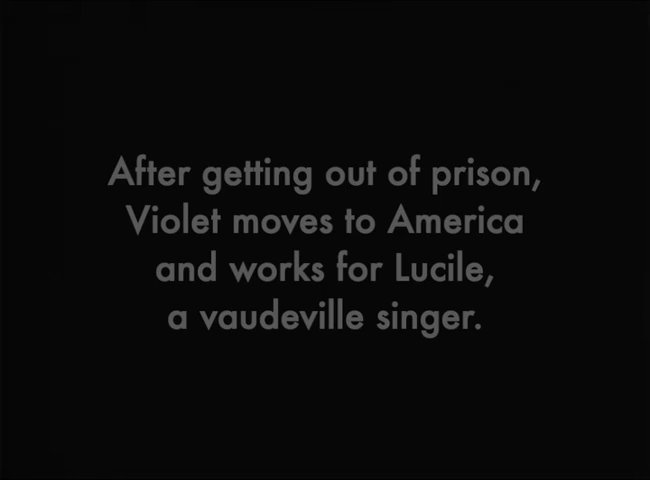 After getting out of prison,
Violet moves to America
and works for Lucile,
a vaudeville singer.